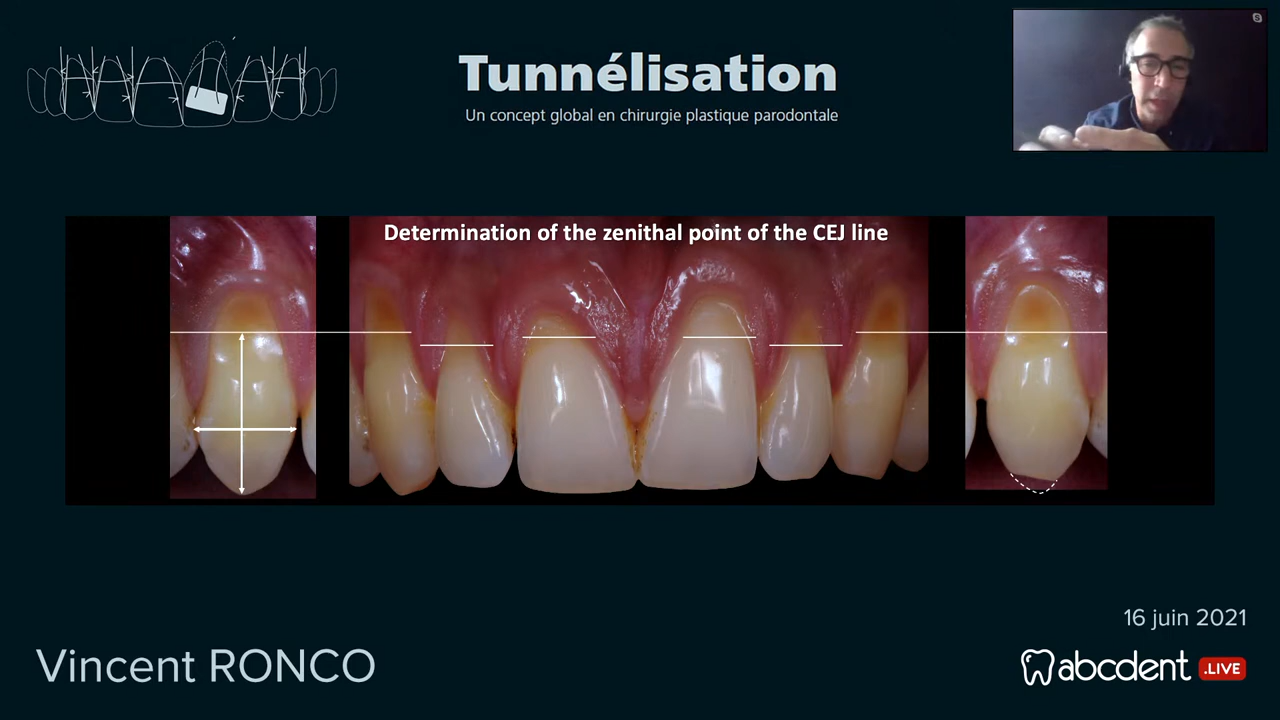 Tunnélisation
Un concept global en chirurgie plastique parodontale
Determination of the zenithal point of the CEJ line
16 juin 2021
Vincent RONCO
abcdent .LIVE